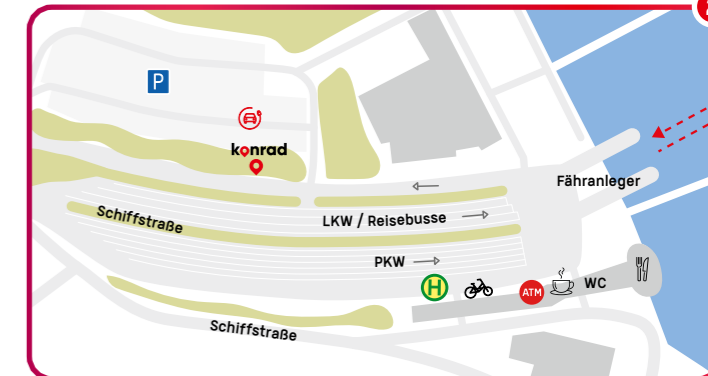 P
konrad
Fähranleger
Schiffstraße
LKW / Reisebusse
PKW
H
ATM
WC
Schiffstraße